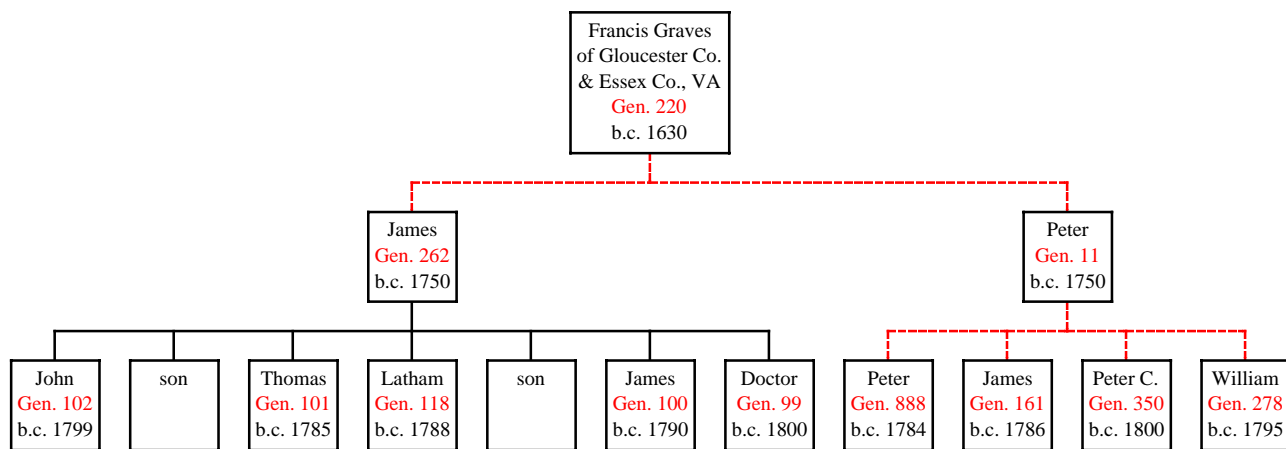 Francis Graves
of Gloucester Co.
& Essex Co., VA
Gen. 220
b.c. 1630
James
Gen. 262
b.c. 1750
Peter
Gen. 11
b.c. 1750
John
Gen. 102
b.c. 1799
son
Thomas
Gen. 101
b.c. 1785
Latham
Gen. 118
b.c. 1788
son
James
Gen. 100
b.c. 1790
Doctor
Gen. 99
b.c. 1800
Peter
Gen. 888
b.c. 1784
James
Gen. 161
b.c. 1786
Peter C.
Gen. 350
b.c. 1800
William
Gen. 278
b.c. 1795